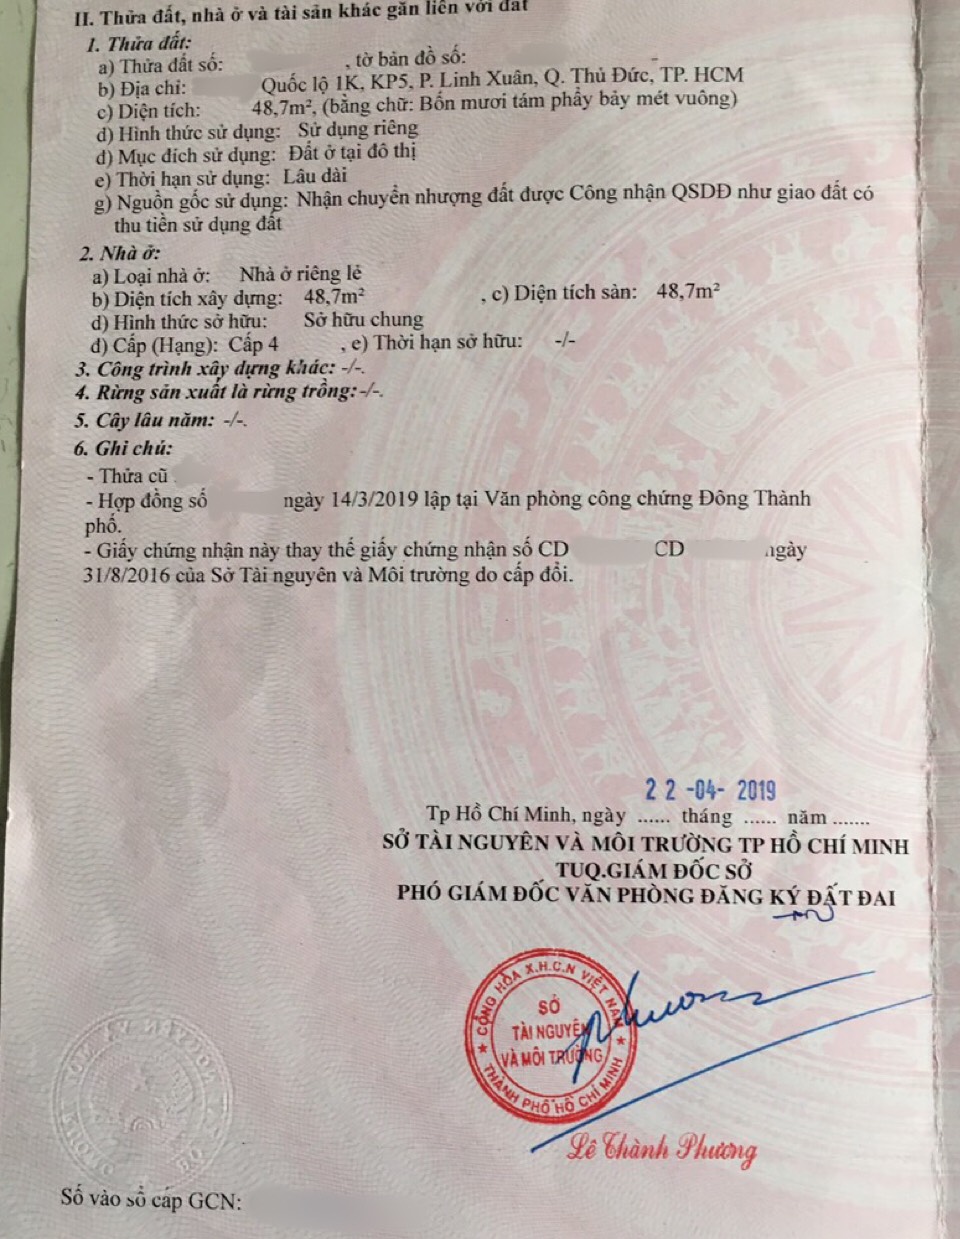 II. Thửa đất, nhà ở và tài sản khác gắn liền với đất
1. Thửa đất:
a) Thửa đất số: , tờ bản đồ số:
b) Địa chỉ: Quốc lộ 1K, KP5, P. Linh Xuân, Q. Thủ Đức, TP. HCM
c) Diện tích: 48,7m², (bằng chữ: Bốn mươi tám phẩy bảy mét vuông)
d) Hình thức sử dụng: Sử dụng riêng
đ) Mục đích sử dụng: Đất ở tại đô thị
e) Thời hạn sử dụng: Lâu dài
g) Nguồn gốc sử dụng: Nhận chuyển nhượng đất được Công nhận QSDĐ như giao đất có
thu tiền sử dụng đất
2. Nhà ở:
a) Loại nhà ở: Nhà ở riêng lẻ
b) Diện tích xây dựng: 48,7m² , c) Diện tích sàn: 48,7m²
d) Hình thức sở hữu: Sở hữu chung
đ) Cấp (Hạng): Cấp 4 , e) Thời hạn sở hữu: -/-
3. Công trình xây dựng khác: -/-.
4. Rừng sản xuất là rừng trồng: -/-.
5. Cây lâu năm: -/-.
6. Ghi chú:
- Thửa cũ
- Hợp đồng số ngày 14/3/2019 lập tại Văn phòng công chứng Đông Thành
phố.
- Giấy chứng nhận này thay thế giấy chứng nhận số CD CD ngày
31/8/2016 của Sở Tài nguyên và Môi trường do cấp đổi.
22 -04- 2019
Tp Hồ Chí Minh, ngày ...... tháng ...... năm .......
SỞ TÀI NGUYÊN VÀ MÔI TRƯỜNG TP HỒ CHÍ MINH
TUQ.GIÁM ĐỐC SỞ
PHÓ GIÁM ĐỐC VĂN PHÒNG ĐĂNG KÝ ĐẤT ĐAI
CỘNG HÒA X.H.C.N VIỆT NAM
SỞ
TÀI NGUYÊN
VÀ MÔI TRƯỜNG
THÀNH PHỐ HỒ CHÍ MINH
Lê Thành Phương
Số vào sổ cấp GCN: